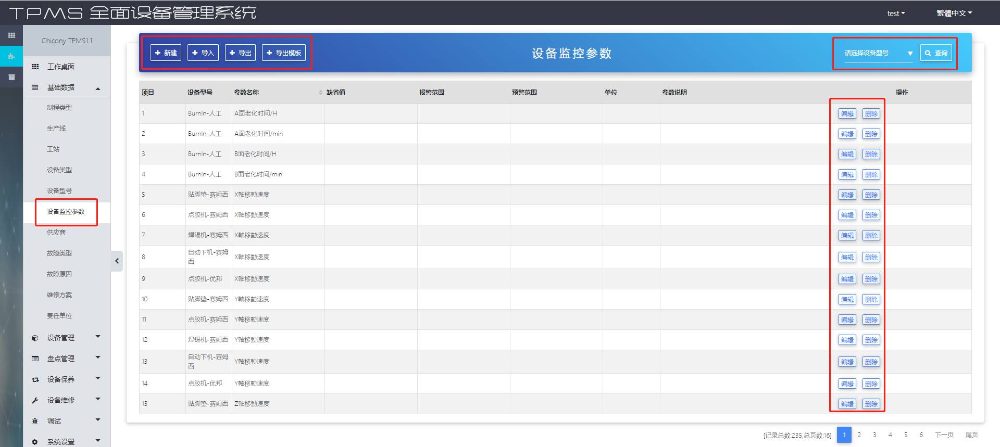 TPMS 全面设备管理系统
test
繁體中文
Chicony TPMS1.1
工作桌面
基础数据
制程类型
生产线
工站
设备类型
设备型号
设备监控参数
供应商
故障类型
故障原因
维修方案
责任单位
设备管理
盘点管理
设备保养
设备维修
调试
系统设置
新建 导入 导出 导出模板
设备监控参数
请选择设备型号 查询
项目 设备型号 参数名称 缺省值 报警范围 预警范围 单位 参数说明 操作
1 BurnIn-人工 A面老化时间/H 编辑 删除
2 BurnIn-人工 A面老化时间/min 编辑 删除
3 BurnIn-人工 B面老化时间/H 编辑 删除
4 BurnIn-人工 B面老化时间/min 编辑 删除
5 贴脚垫-赛姆西 X軸移動速度 编辑 删除
6 点胶机-赛姆西 X軸移動速度 编辑 删除
7 焊锡机-赛姆西 X軸移動速度 编辑 删除
8 自动下机-赛姆西 X軸移動速度 编辑 删除
9 点胶机-优邦 X軸移動速度 编辑 删除
10 贴脚垫-赛姆西 Y軸移動速度 编辑 删除
11 点胶机-赛姆西 Y軸移動速度 编辑 删除
12 焊锡机-赛姆西 Y軸移動速度 编辑 删除
13 自动下机-赛姆西 Y軸移動速度 编辑 删除
14 点胶机-优邦 Y軸移動速度 编辑 删除
15 贴脚垫-赛姆西 Z軸移動速度 编辑 删除
[记录总数:235,总页数:16] 1 2 3 4 5 6 下一页 尾页